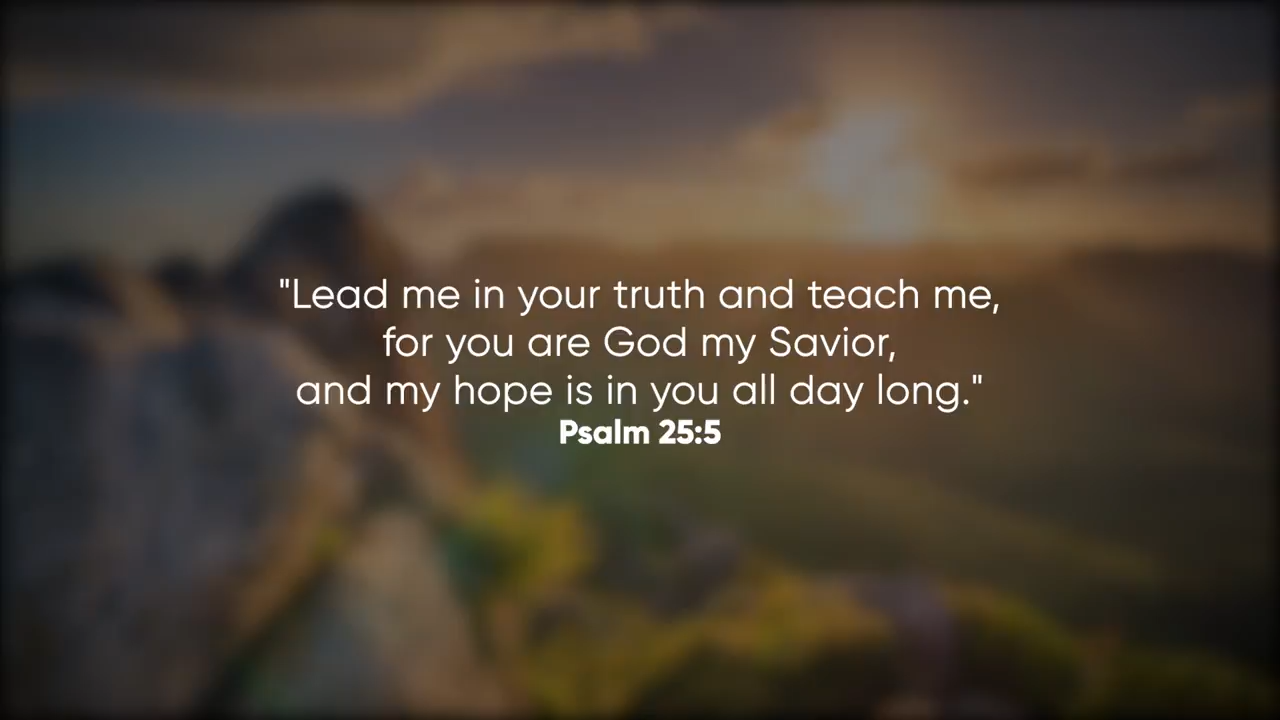 "Lead me in your truth and teach me,
for you are God my Savior,
and my hope is in you all day long."
Psalm 25:5